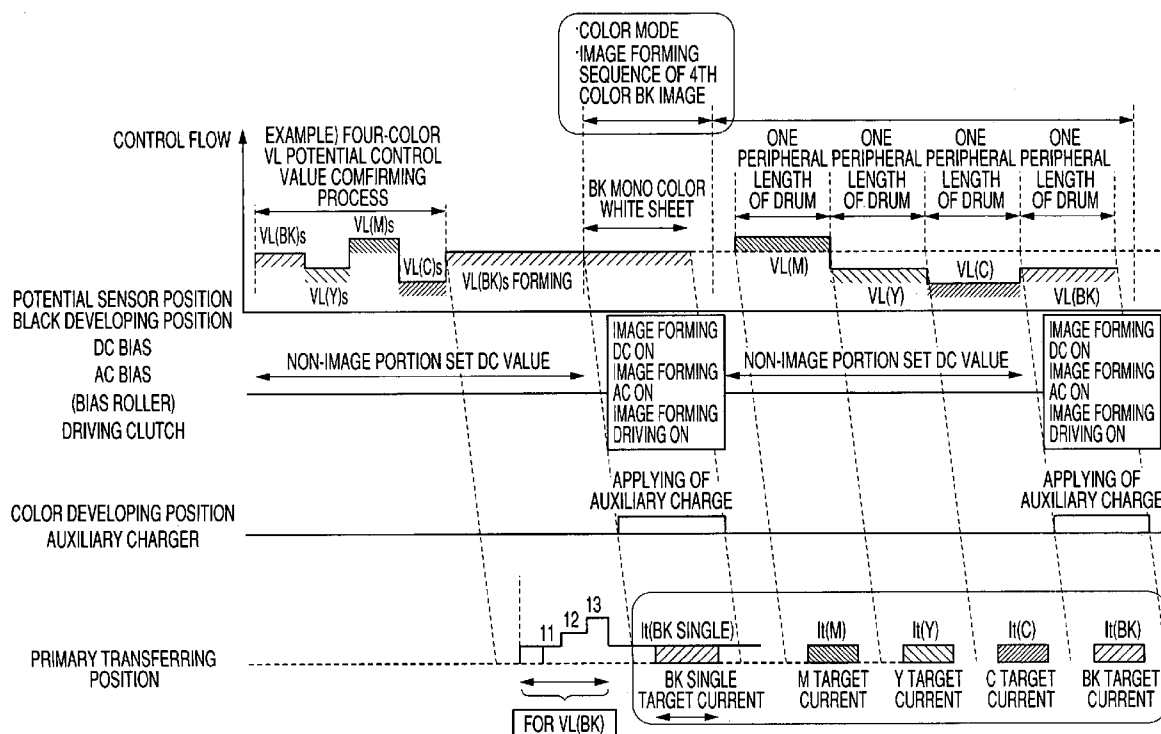 ·COLOR MODE
·IMAGE FORMING
SEQUENCE OF 4TH
COLOR BK IMAGE
CONTROL FLOW
EXAMPLE) FOUR-COLOR
VL POTENTIAL CONTROL
VALUE COMFIRMING
PROCESS
BK MONO COLOR
WHITE SHEET
ONE
PERIPHERAL
LENGTH
OF DRUM
ONE
PERIPHERAL
LENGTH
OF DRUM
ONE
PERIPHERAL
LENGTH
OF DRUM
ONE
PERIPHERAL
LENGTH
OF DRUM
VL(BK)s
VL(Y)s
VL(M)s
VL(C)s
VL(BK)s FORMING
VL(M)
VL(Y)
VL(C)
VL(BK)
POTENTIAL SENSOR POSITION
BLACK DEVELOPING POSITION
DC BIAS
AC BIAS
(BIAS ROLLER)
DRIVING CLUTCH
NON-IMAGE PORTION SET DC VALUE
IMAGE FORMING
DC ON
IMAGE FORMING
AC ON
IMAGE FORMING
DRIVING ON
NON-IMAGE PORTION SET DC VALUE
IMAGE FORMING
DC ON
IMAGE FORMING
AC ON
IMAGE FORMING
DRIVING ON
COLOR DEVELOPING POSITION
AUXILIARY CHARGER
APPLYING OF
AUXILIARY CHARGE
APPLYING OF
AUXILIARY CHARGE
PRIMARY TRANSFERRING
POSITION
11
12
13
FOR VL(BK)
It(BK SINGLE)
BK SINGLE
TARGET CURRENT
It(M)
M TARGET
CURRENT
It(Y)
Y TARGET
CURRENT
It(C)
C TARGET
CURRENT
It(BK)
BK TARGET
CURRENT